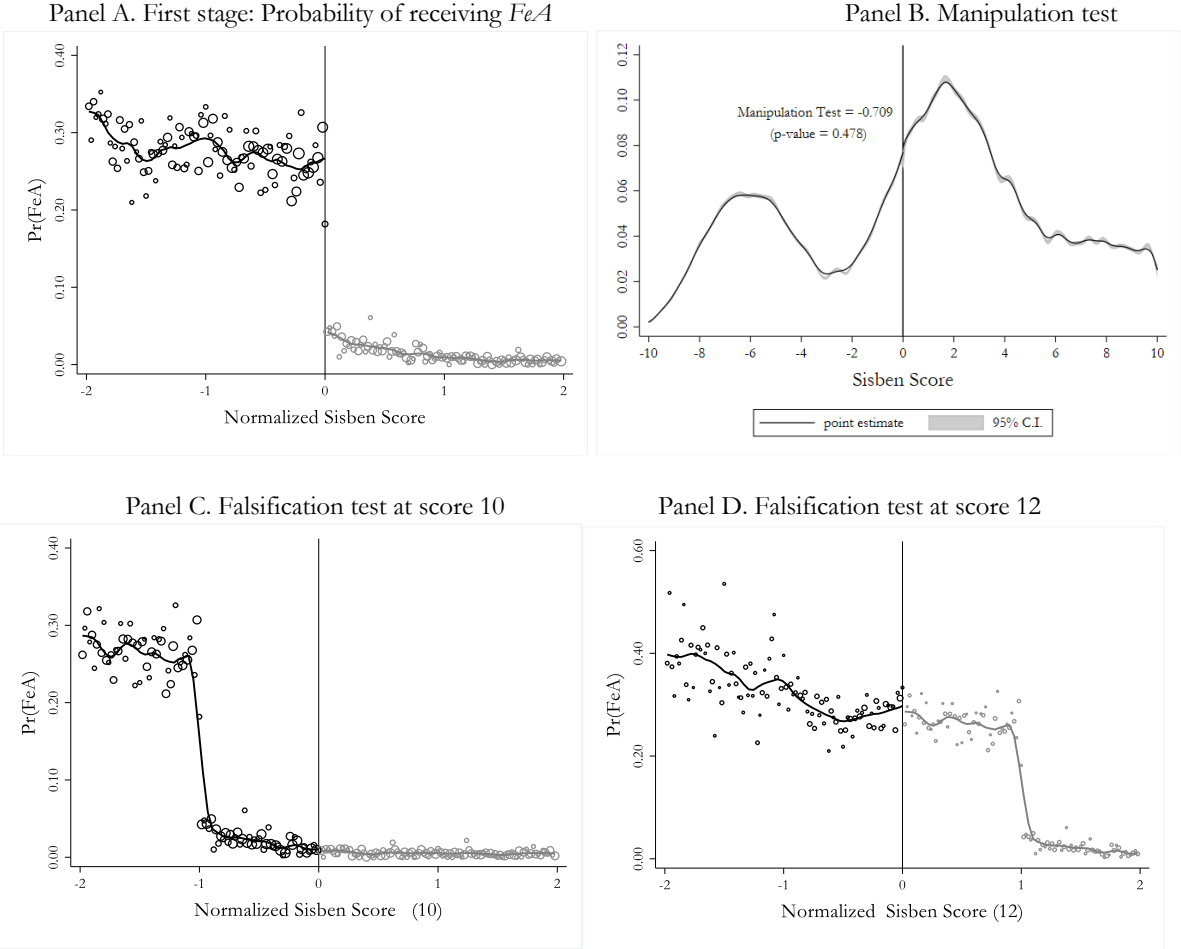 Panel A. First stage: Probability of receiving FeA
Pr(FeA)
0.40
0.30
0.20
0.10
0.00
-2 -1 0 1 2
Normalized Sisben Score
Panel B. Manipulation test
0.12
0.10
0.08
0.06
0.04
0.02
0.00
Manipulation Test = -0.709
(p-value = 0.478)
-10 -8 -6 -4 -2 0 2 4 6 8 10
Sisben Score
point estimate 95% C.I.
Panel C. Falsification test at score 10
Pr(FeA)
0.40
0.30
0.20
0.10
0.00
-2 -1 0 1 2
Normalized Sisben Score (10)
Panel D. Falsification test at score 12
Pr(FeA)
0.60
0.40
0.20
0.00
-2 -1 0 1 2
Normalized Sisben Score (12)